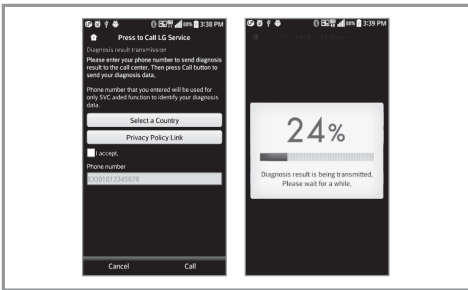 88% 3:38 PM
Press to Call LG Service
Diagnosis result transmission
Please enter your phone number to send diagnosis
result to the call center. Then press Call button to
send your diagnosis data.
Phone number that you entered will be used for
only SVC aided function to identify your diagnosis
data.
Select a Country
Privacy Policy Link
I accept.
Phone number
Cancel
Call
88% 3:39 PM
24%
Diagnosis result is being transmitted.
Please wait for a while.